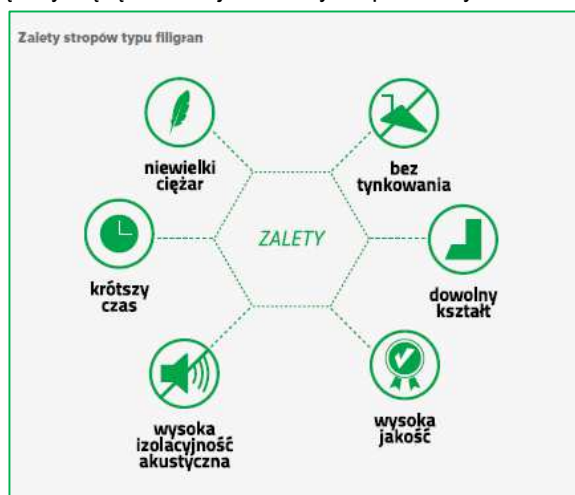 Zalety stropów typu filigran
niewielki
ciężar
bez
tynkowania
ZALETY
krótszy
czas
dowolny
kształt
wysoka
izolacyjność
akustyczna
wysoka
jakość